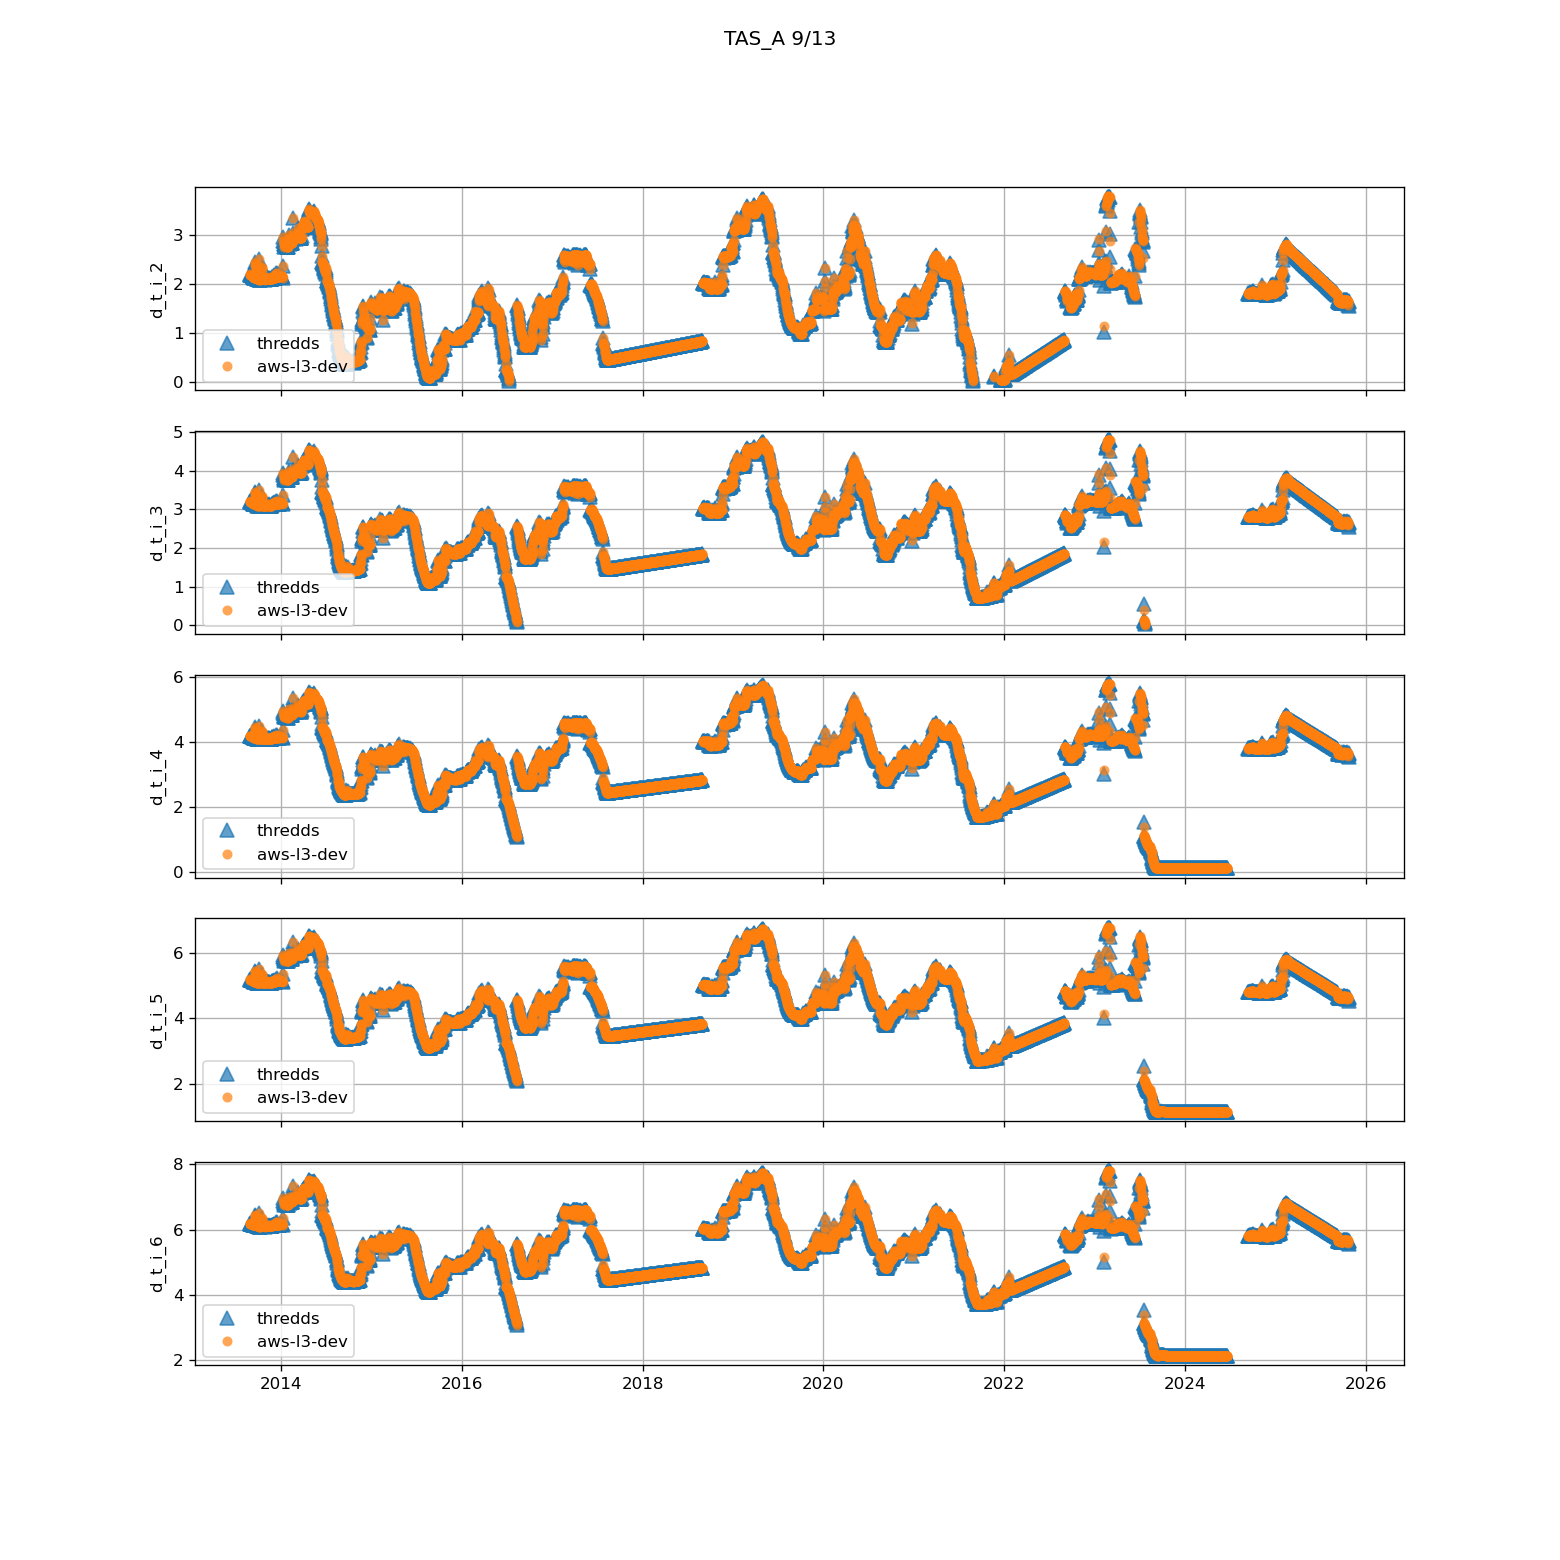 TAS_A 9/13
d_t_i_2
3
2
1
0
thredds
aws-l3-dev
d_t_i_3
5
4
3
2
1
0
thredds
aws-l3-dev
d_t_i_4
6
4
2
0
thredds
aws-l3-dev
d_t_i_5
6
4
2
thredds
aws-l3-dev
d_t_i_6
8
6
4
2
thredds
aws-l3-dev
2014 2016 2018 2020 2022 2024 2026